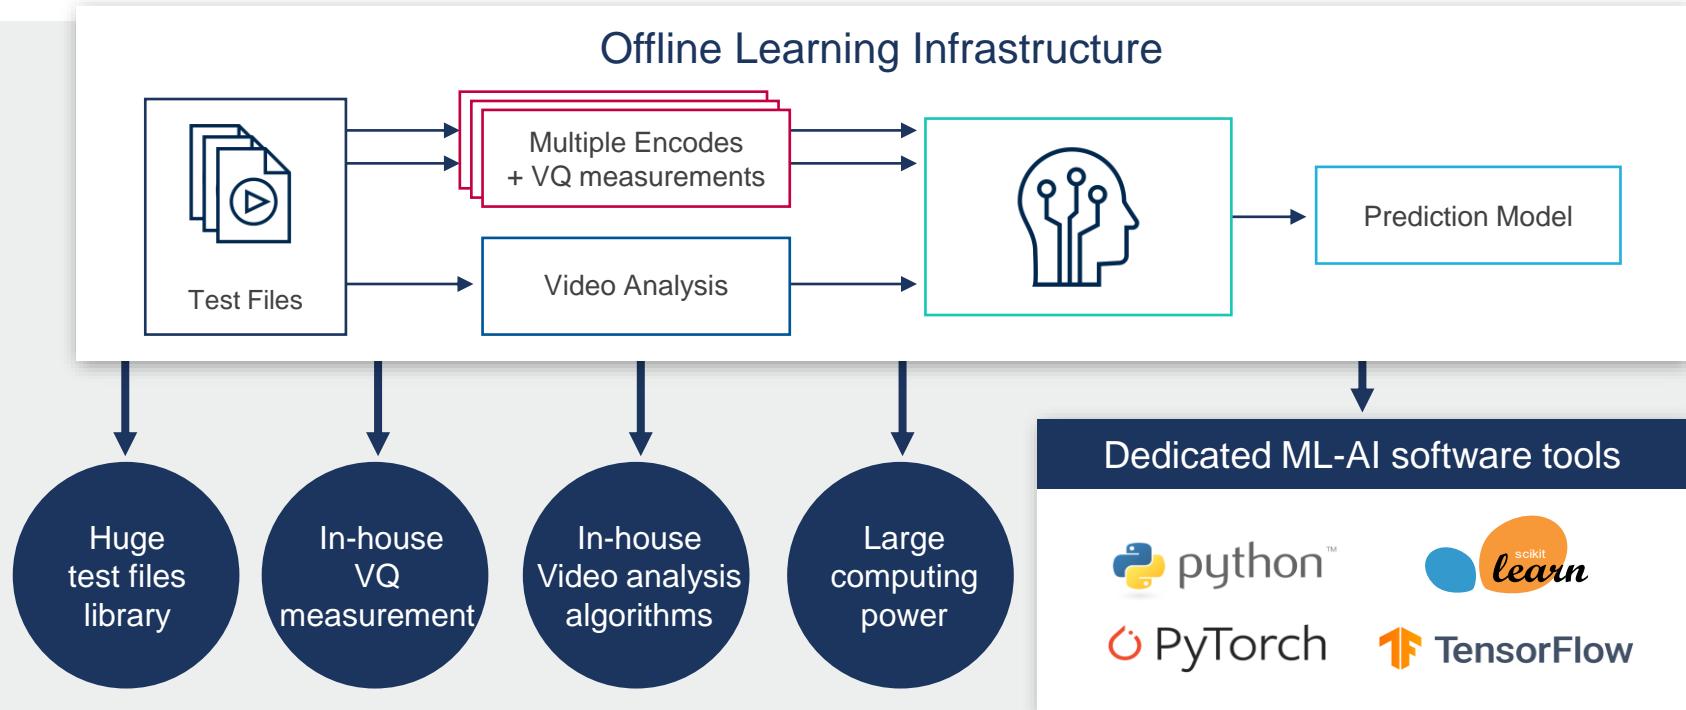 Offline Learning Infrastructure
Test Files
Multiple Encodes
+ VQ measurements
Video Analysis
Prediction Model
Huge
test files
library
In-house
VQ
measurement
In-house
Video analysis
algorithms
Large
computing
power
Dedicated ML-AI software tools
python™
scikit
learn
PyTorch
TensorFlow